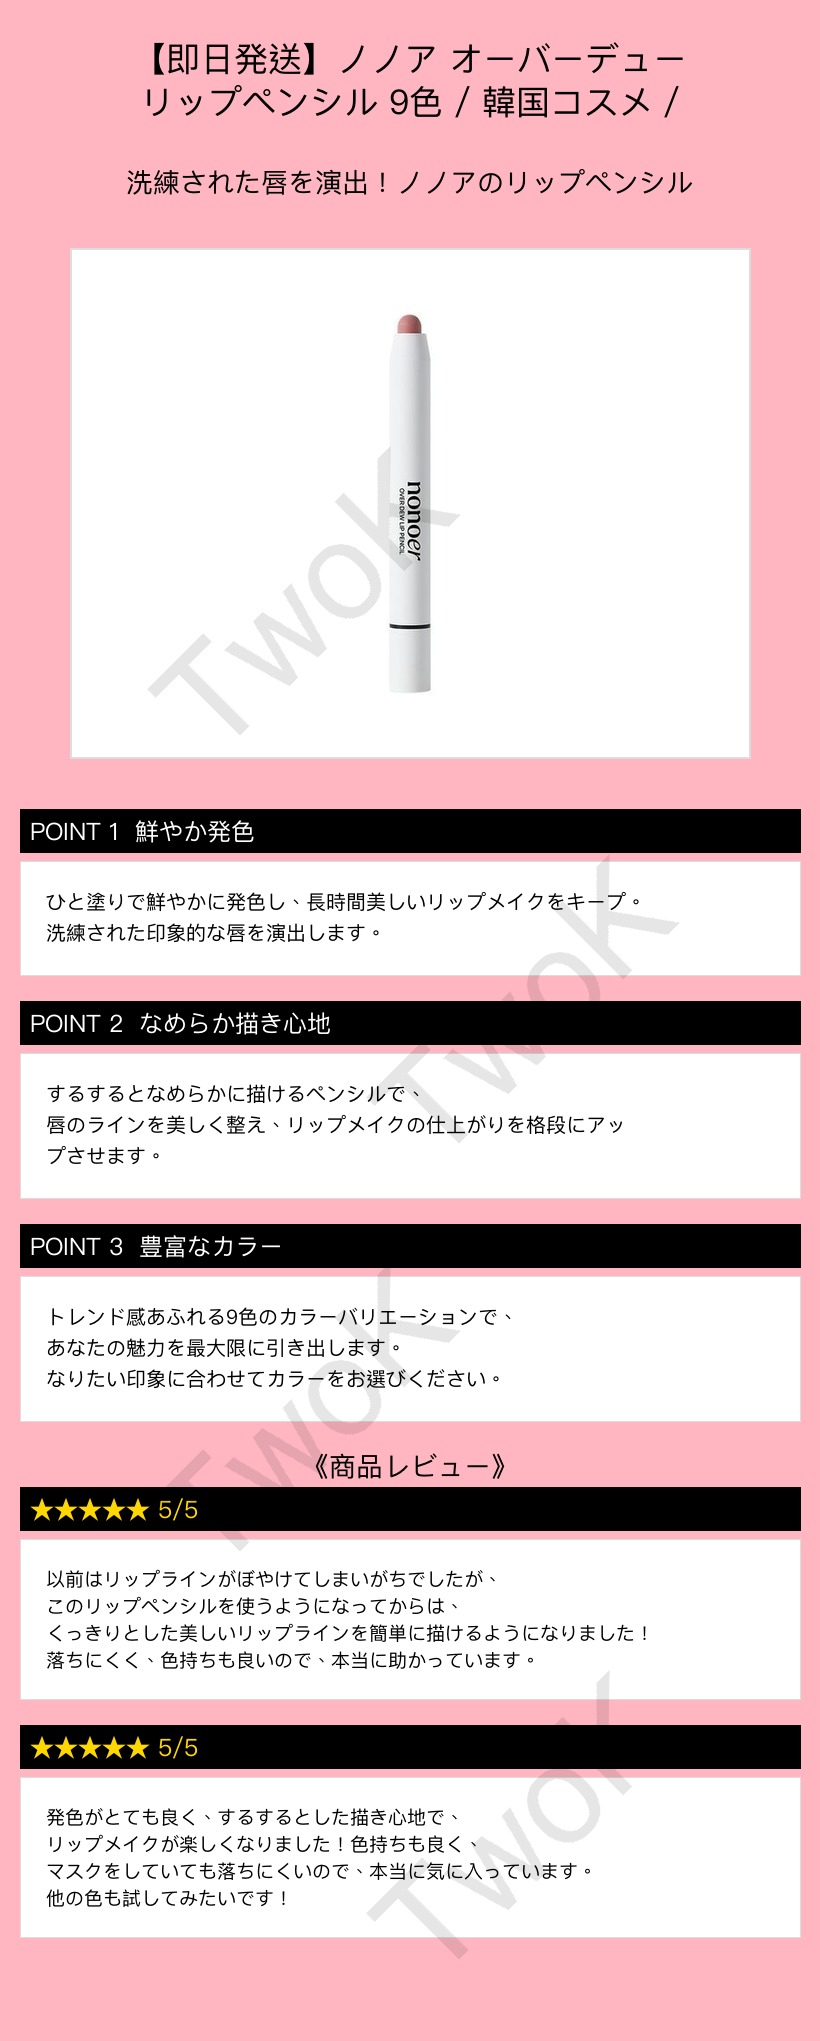 【即日発送】ノノア オーバーデュー
リップペンシル 9色 / 韓国コスメ /
洗練された唇を演出！ノノアのリップペンシル
nonoer
OVER DEW LIP PENCIL
TwoK
POINT 1 鮮やか発色
ひと塗りで鮮やかに発色し、長時間美しいリップメイクをキープ。
洗練された印象的な唇を演出します。
TwoK
POINT 2 なめらか描き心地
するするとなめらかに描けるペンシルで、
唇のラインを美しく整え、リップメイクの仕上がりを格段にアッ
プさせます。
POINT 3 豊富なカラー
トレンド感あふれる9色のカラーバリエーションで、
あなたの魅力を最大限に引き出します。
なりたい印象に合わせてカラーをお選びください。
TwoK
《商品レビュー》
★★★★★ 5/5
以前はリップラインがぼやけてしまいがちでしたが、
このリップペンシルを使うようになってからは、
くっきりとした美しいリップラインを簡単に描けるようになりました！
落ちにくく、色持ちも良いので、本当に助かっています。
★★★★★ 5/5
発色がとても良く、するするとした描き心地で、
リップメイクが楽しくなりました！色持ちも良く、
マスクをしていても落ちにくいので、本当に気に入っています。
他の色も試してみたいです！
TwoK